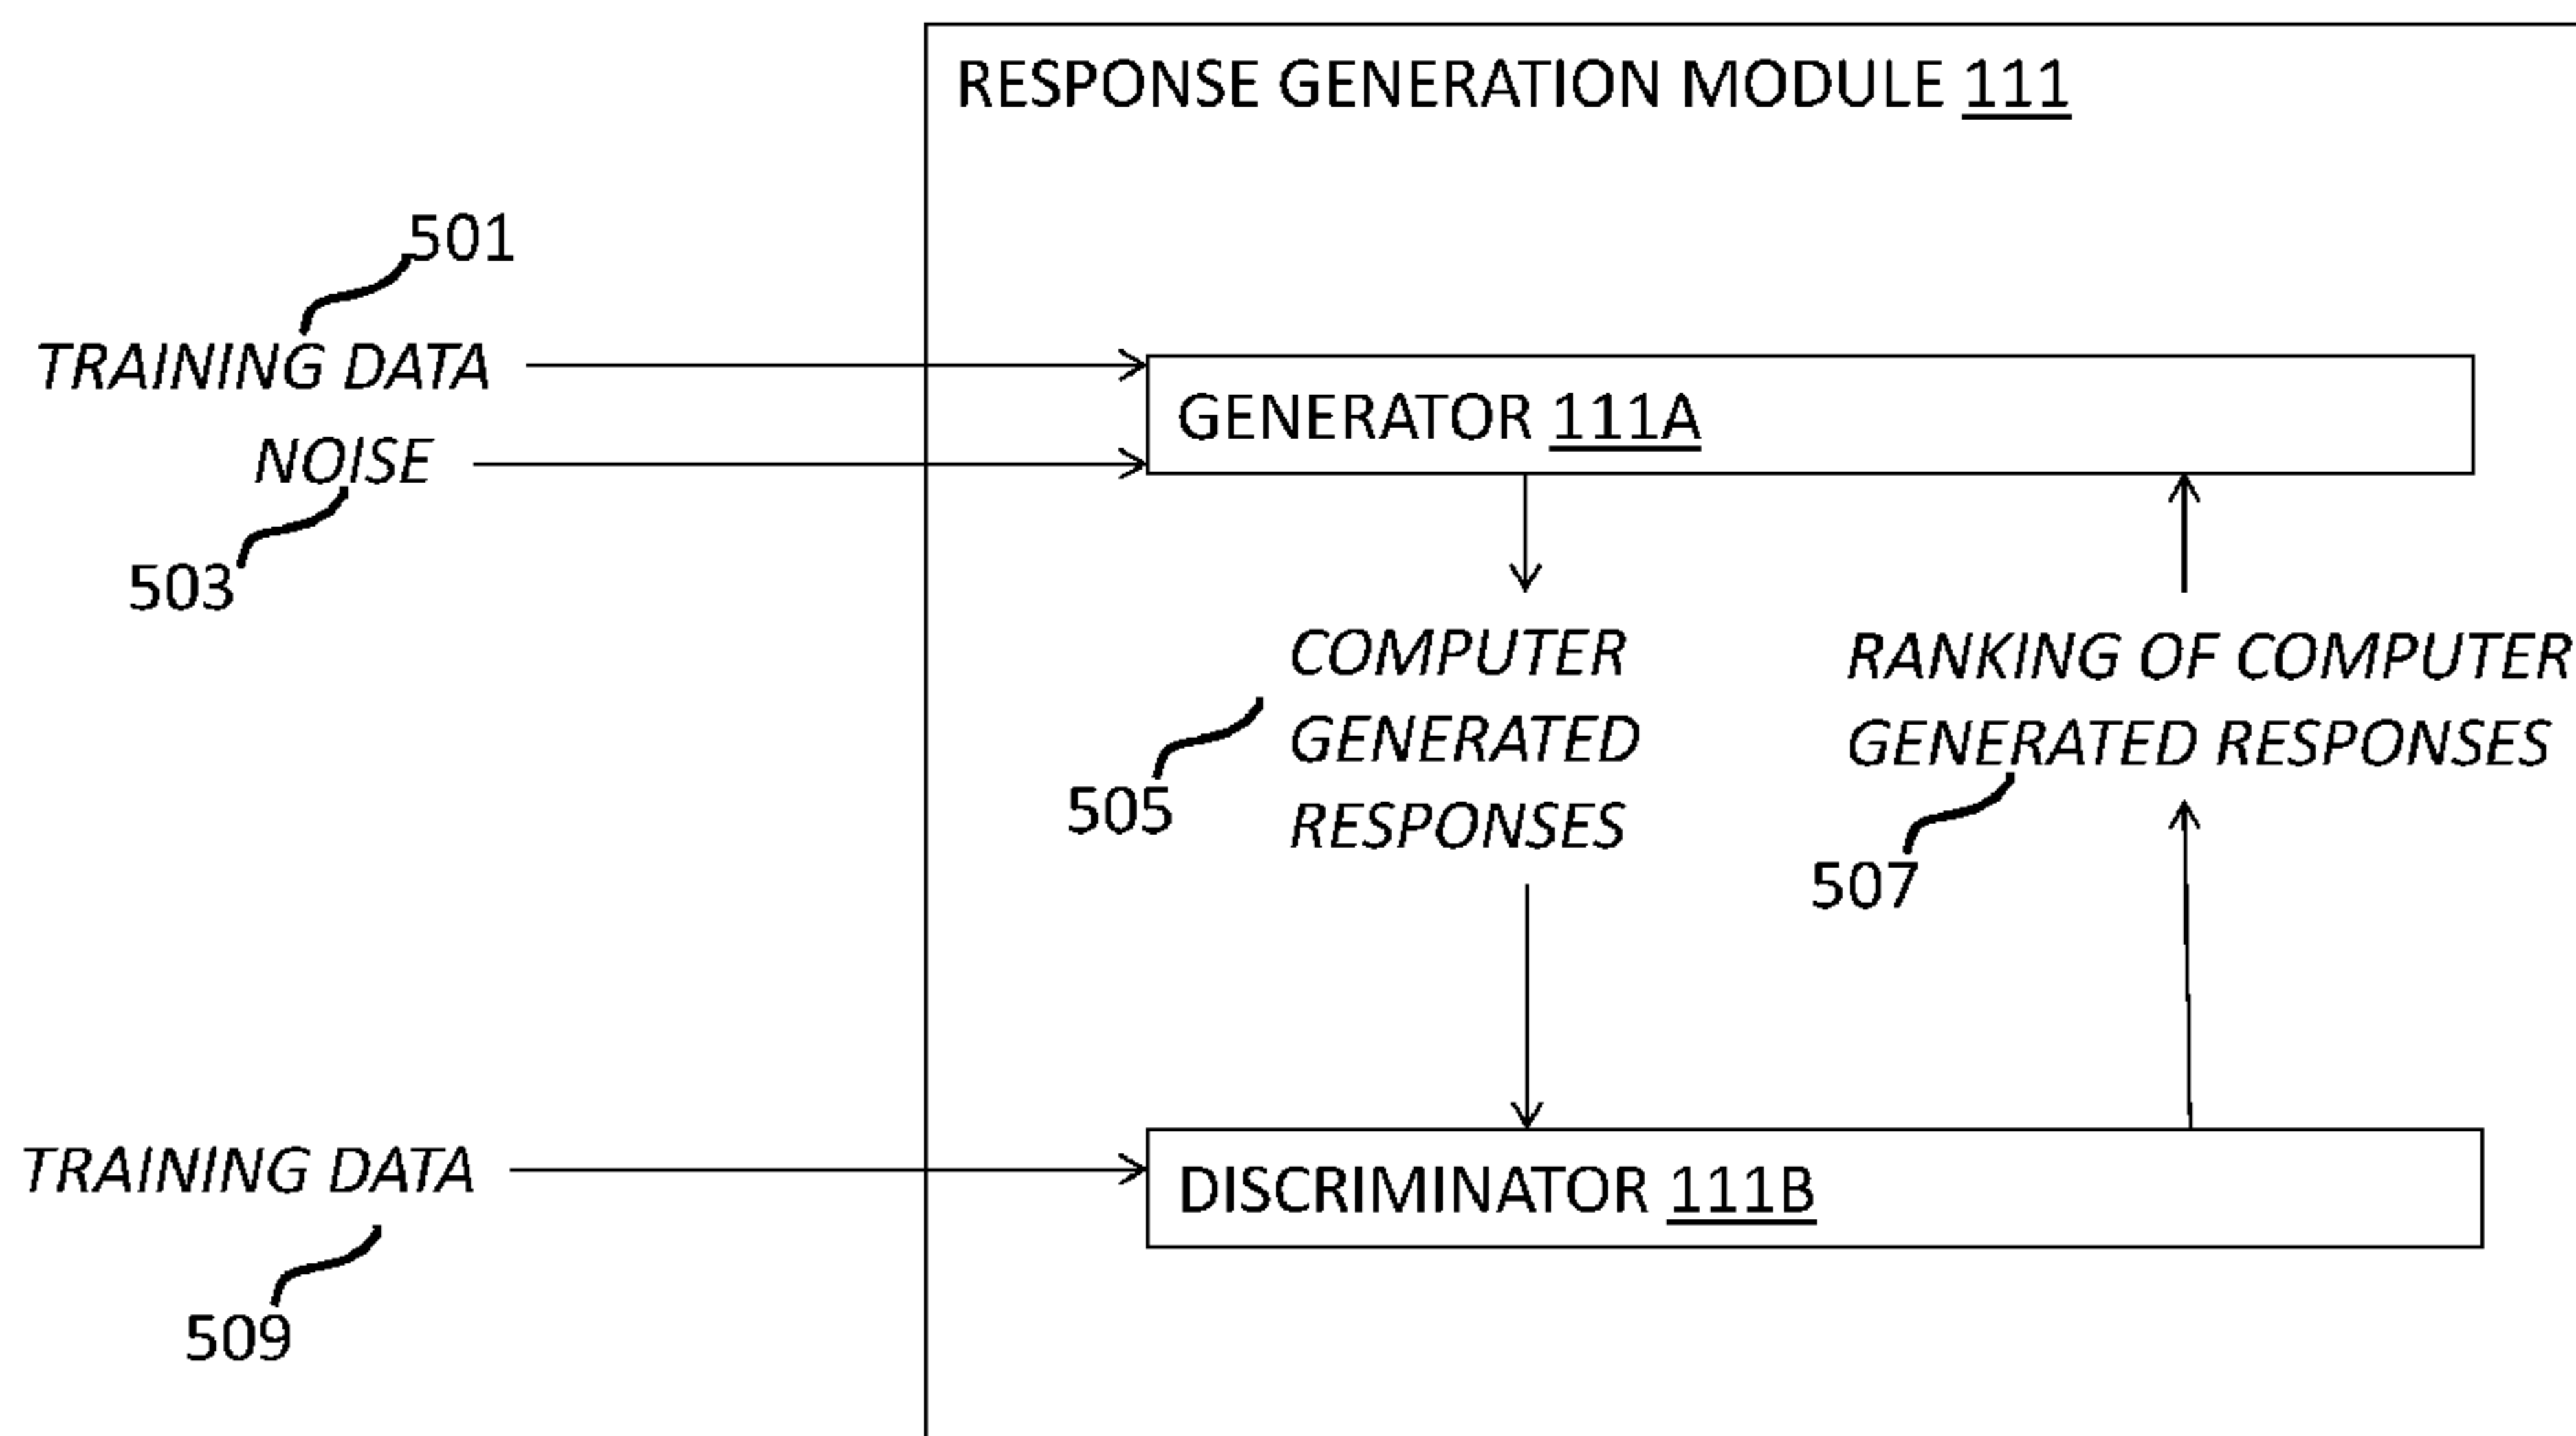 RESPONSE GENERATION MODULE 111
501
TRAINING DATA
GENERATOR 111A
NOISE
503
COMPUTER
GENERATED
RESPONSES
505
RANKING OF COMPUTER
GENERATED RESPONSES
507
TRAINING DATA
DISCRIMINATOR 111B
509